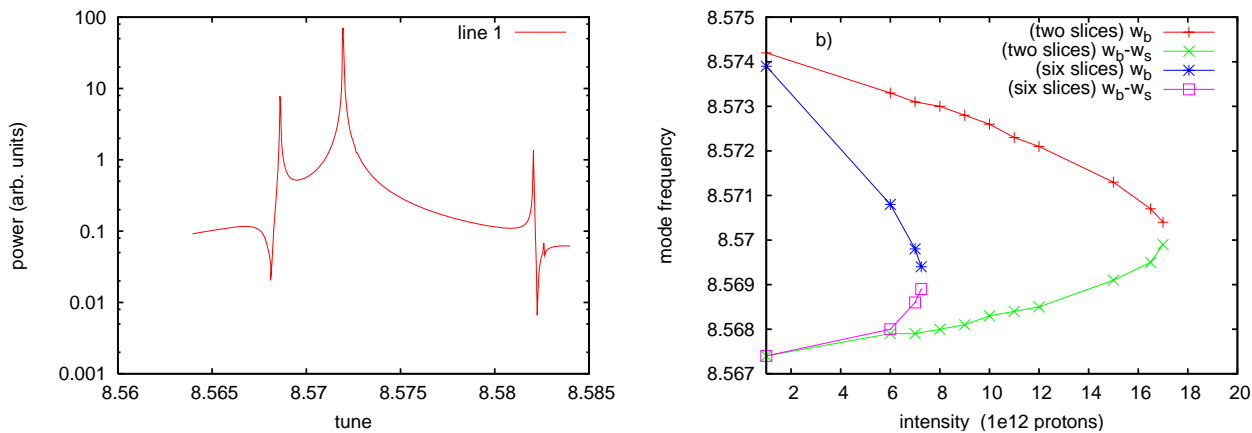 100
10
1
0.1
0.01
0.001
power (arb. units)
line 1
8.56 8.565 8.57 8.575 8.58 8.585
tune
8.575
8.574
8.573
8.572
8.571
8.57
8.569
8.568
8.567
mode frequency
b)
(two slices) w_b
(two slices) w_b-w_s
(six slices) w_b
(six slices) w_b-w_s
2 4 6 8 10 12 14 16 18 20
intensity (1e12 protons)